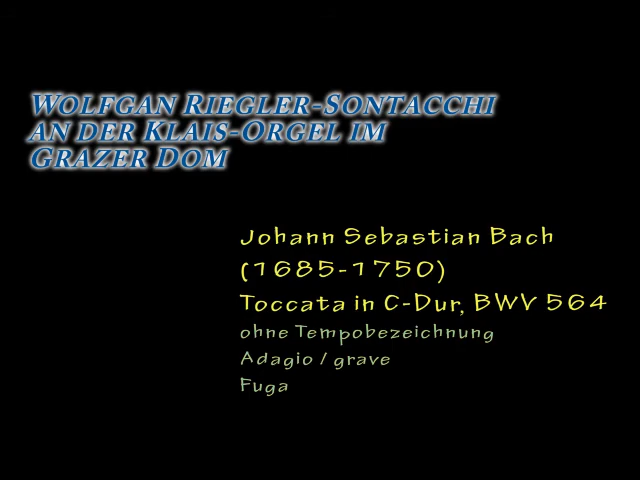 WOLFGAN RIEGLER-SONTACCHI
AN DER KLAIS-ORGEL IM
GRAZER DOM
Johann Sebastian Bach
(1685-1750)
Toccata in C-Dur, BWV 564
ohne Tempobezeichnung
Adagio / grave
Fuga